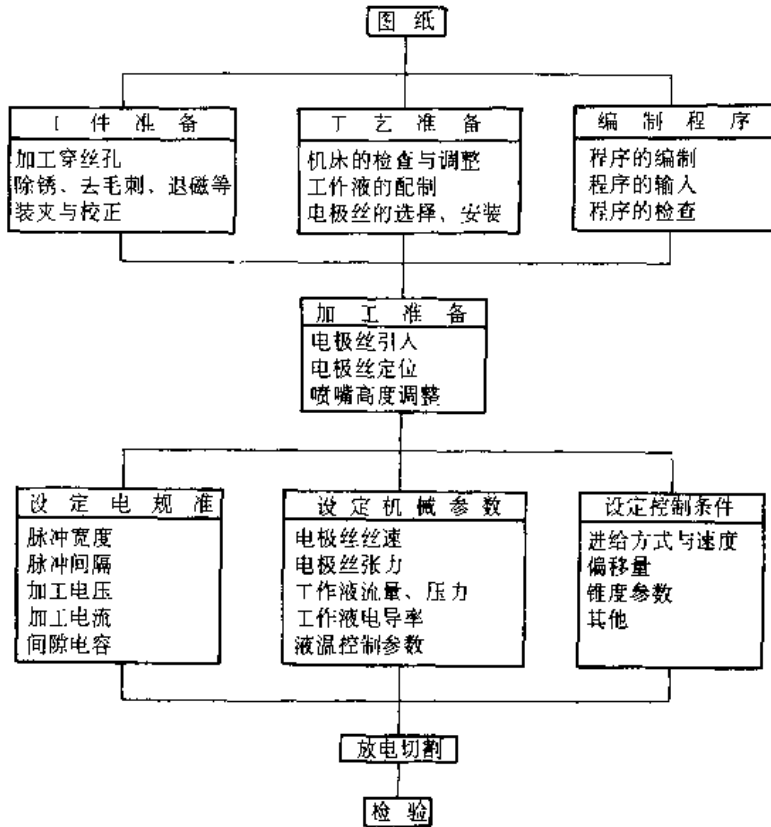 图纸
工件准备
加工穿丝孔
除锈、去毛刺、退磁等
装夹与校正
工艺准备
机床的检查与调整
工作液的配制
电极丝的选择、安装
编制程序
程序的编制
程序的输入
程序的检查
加工准备
电极丝引入
电极丝定位
喷嘴高度调整
设定电规准
脉冲宽度
脉冲间隔
加工电压
加工电流
间隙电容
设定机械参数
电极丝丝速
电极丝张力
工作液流量、压力
工作液电导率
液温控制参数
设定控制条件
进给方式与速度
偏移量
锥度参数
其他
放电切割
检验